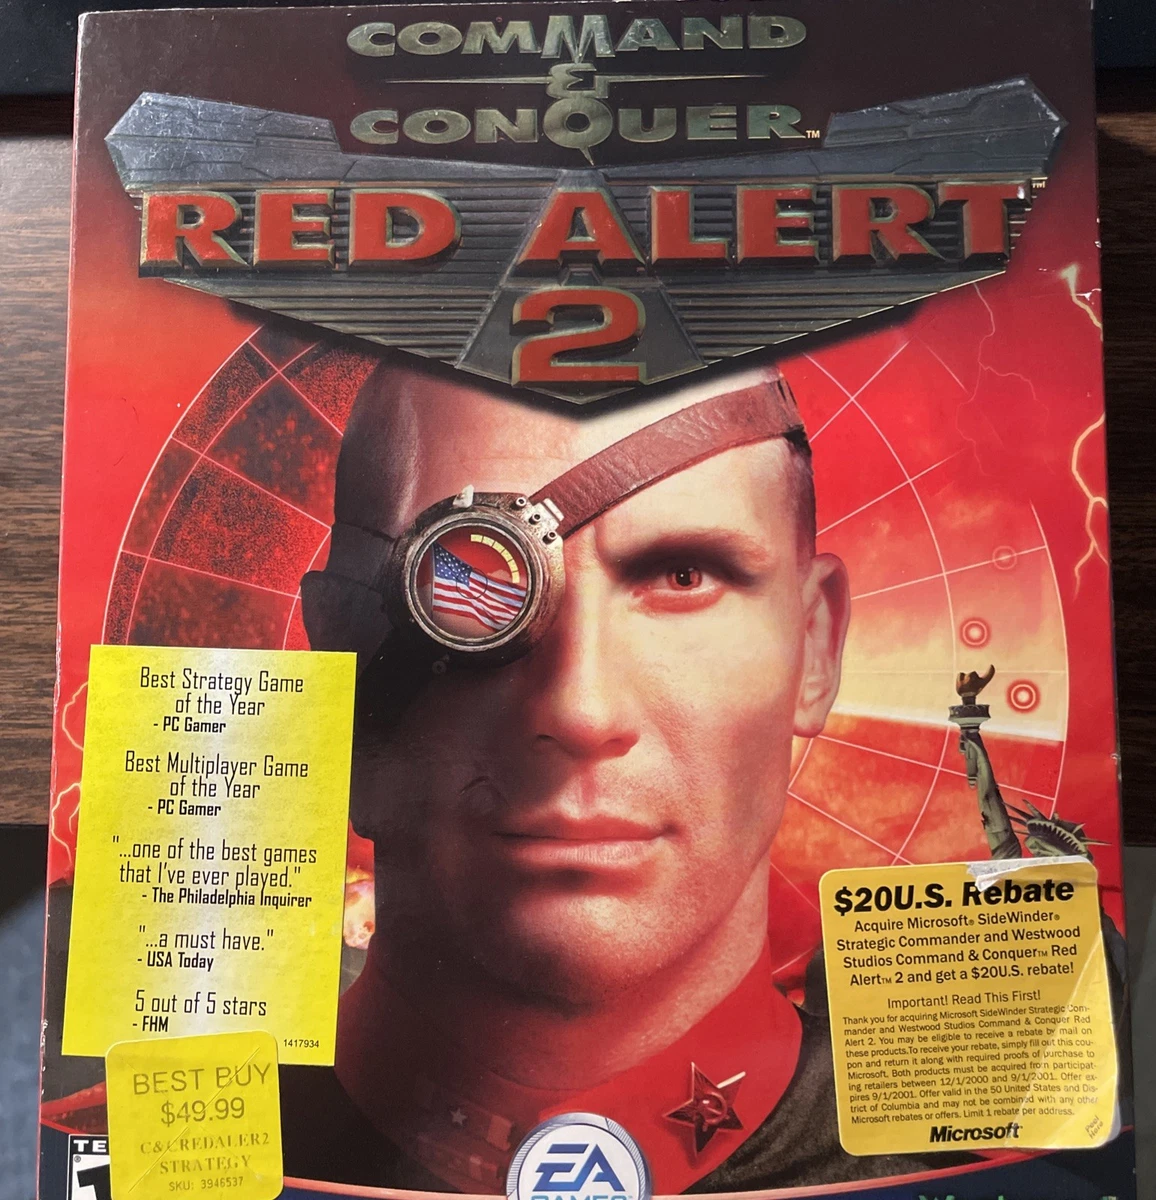 COMMAND
&
CONQUER™
RED ALERT™
2
Best Strategy Game
of the Year
- PC Gamer
Best Multiplayer Game
of the Year
- PC Gamer
"...one of the best games
that I've ever played."
- The Philadelphia Inquirer
"...a must have."
- USA Today
5 out of 5 stars
- FHM
1417934
BEST BUY
$49.99
C&C REDALER2
STRATEGY
SKU: 3946537
TE
T
EA
GAMES
$20U.S. Rebate
Acquire Microsoft® SideWinder®
Strategic Commander and Westwood
Studios Command & Conquer™ Red
Alert™ 2 and get a $20U.S. rebate!
Important! Read This First!
Thank you for acquiring Microsoft SideWinder Strategic Com-
mander and Westwood Studios Command & Conquer Red
Alert 2. You may be eligible to receive a rebate by mail on
these products.To receive your rebate, simply fill out this cou-
pon and return it along with required proofs of purchase to
Microsoft. Both products must be acquired from participat-
ing retailers between 12/1/2000 and 9/1/2001. Offer ex-
pires 9/1/2001. Offer valid in the 50 United States and Dis-
trict of Columbia and may not be combined with any other
Microsoft rebates or offers. Limit 1 rebate per address.
Microsoft®
Peel
Here